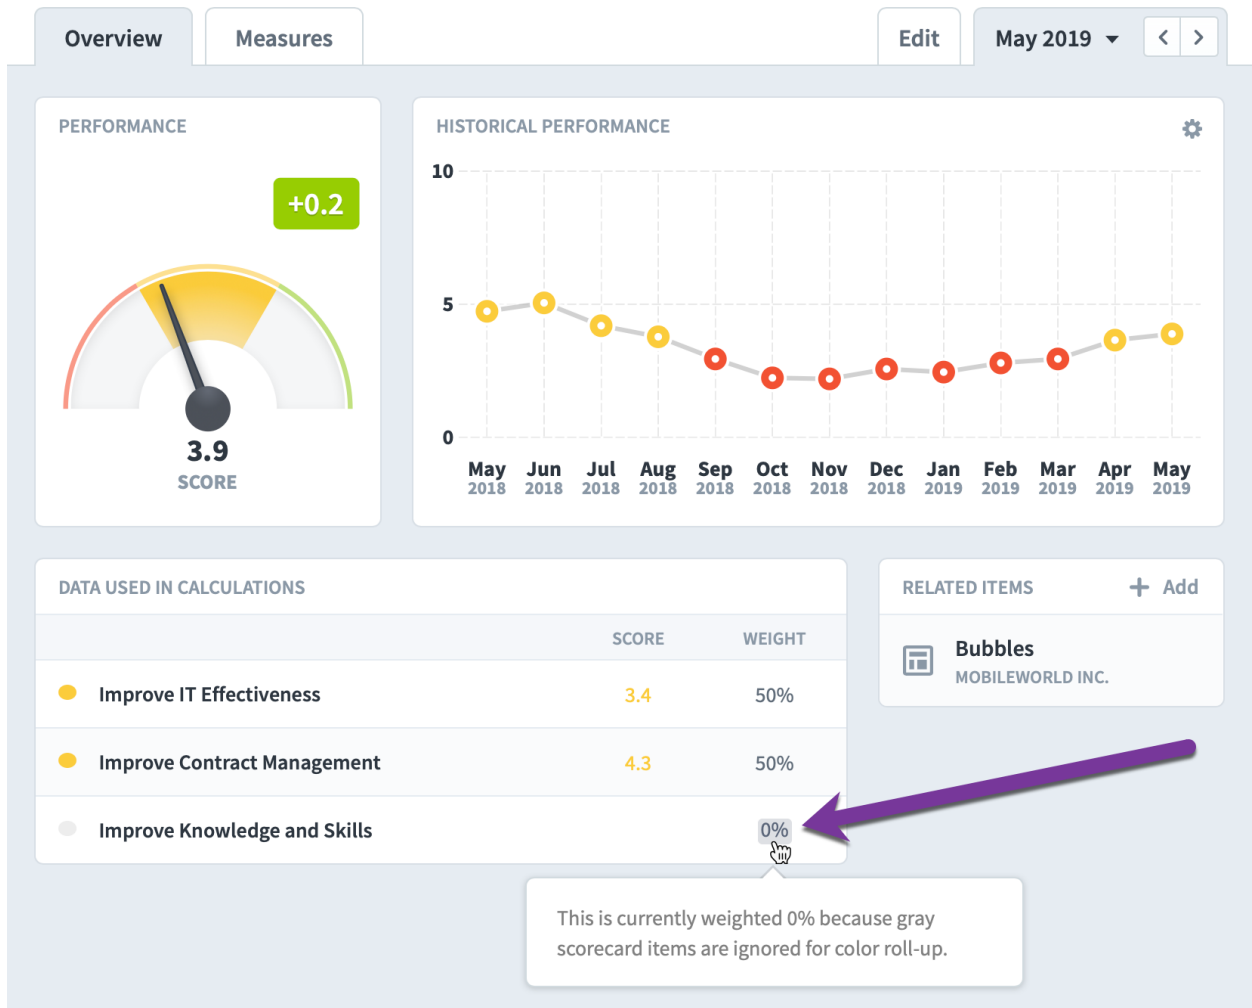 Overview
Measures
Edit
May 2019
PERFORMANCE
+0.2
3.9
SCORE
HISTORICAL PERFORMANCE
10
5
0
May Jun Jul Aug Sep Oct Nov Dec Jan Feb Mar Apr May
2018 2018 2018 2018 2018 2018 2018 2018 2019 2019 2019 2019 2019
DATA USED IN CALCULATIONS
SCORE WEIGHT
Improve IT Effectiveness 3.4 50%
Improve Contract Management 4.3 50%
Improve Knowledge and Skills 0%
This is currently weighted 0% because gray
scorecard items are ignored for color roll-up.
RELATED ITEMS
Add
Bubbles
MOBILEWORLD INC.